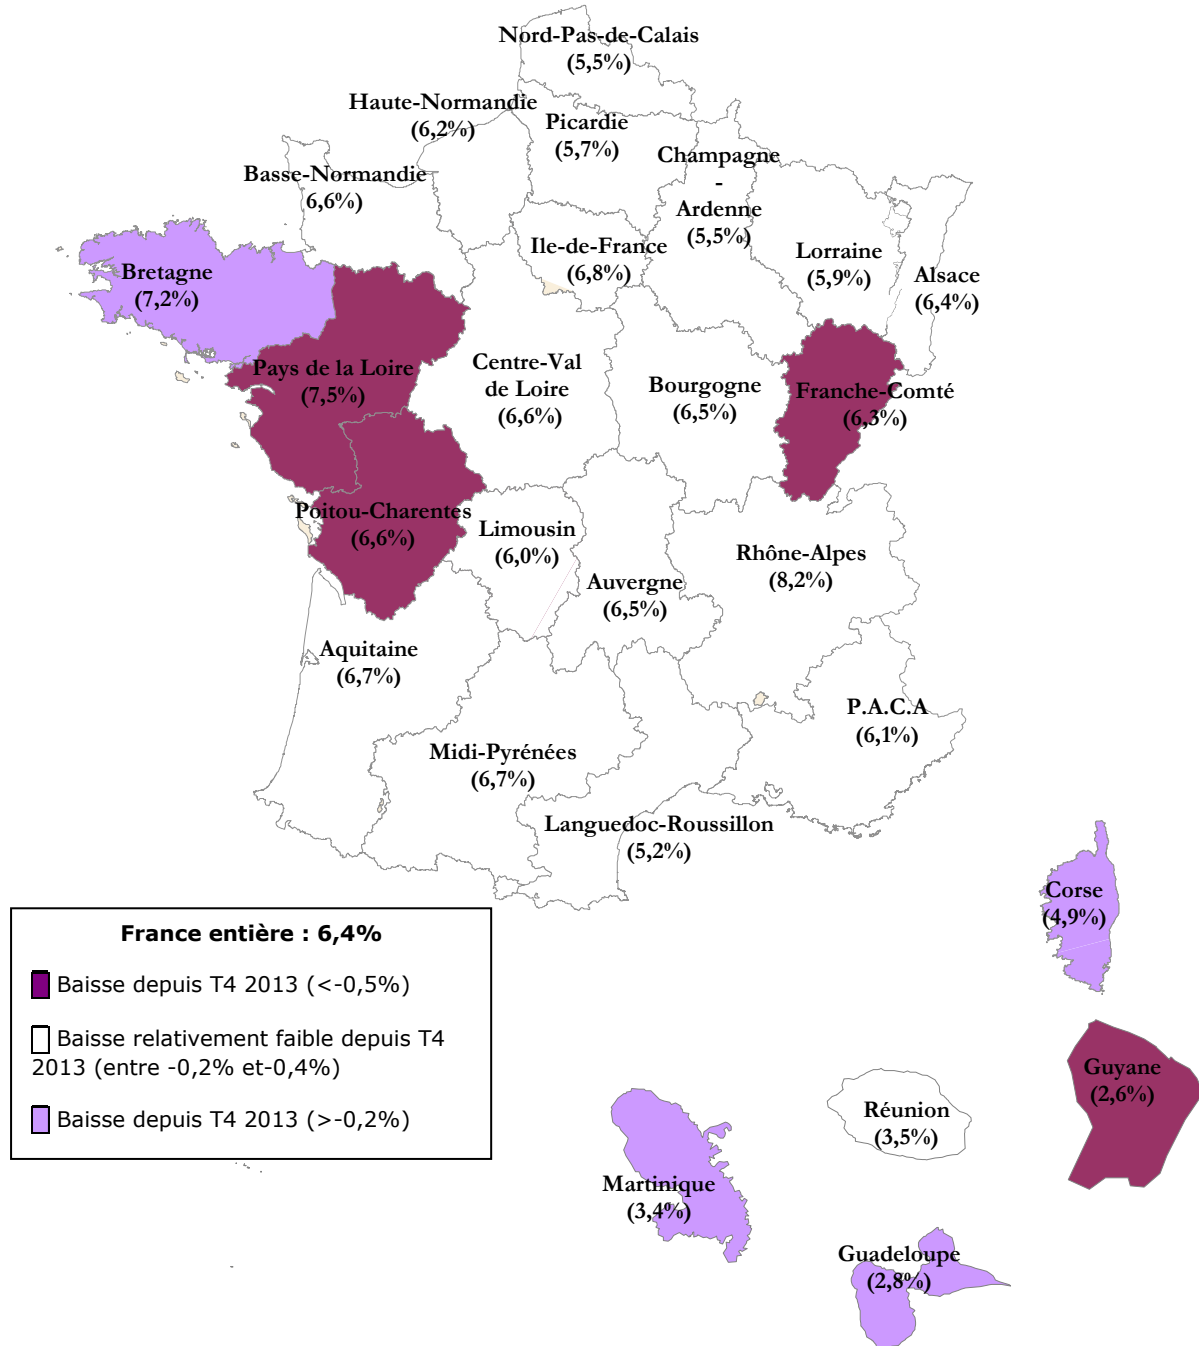 Nord-Pas-de-Calais
(5,5%)
Haute-Normandie
(6,2%)
Picardie
(5,7%)
Champagne
-
Ardenne
(5,5%)
Basse-Normandie
6,6%)
Ile-de-France
(6,8%)
Lorraine
(5,9%)
Alsace
(6,4%)
Bretagne
(7,2%)
Pays de la Loire
(7,5%)
Centre-Val
de Loire
(6,6%)
Bourgogne
(6,5%)
Franche-Comté
(6,3%)
Poitou-Charentes
(6,6%)
Limousin
(6,0%)
Auvergne
(6,5%)
Rhône-Alpes
(8,2%)
Aquitaine
(6,7%)
P.A.C.A
(6,1%)
Midi-Pyrénées
(6,7%)
Languedoc-Roussillon
(5,2%)
Corse
(4,9%)
France entière : 6,4%
Baisse depuis T4 2013 (<-0,5%)
Baisse relativement faible depuis T4
2013 (entre -0,2% et-0,4%)
Baisse depuis T4 2013 (>-0,2%)
Guyane
(2,6%)
Réunion
(3,5%)
Martinique
(3,4%)
Guadeloupe
(2,8%)